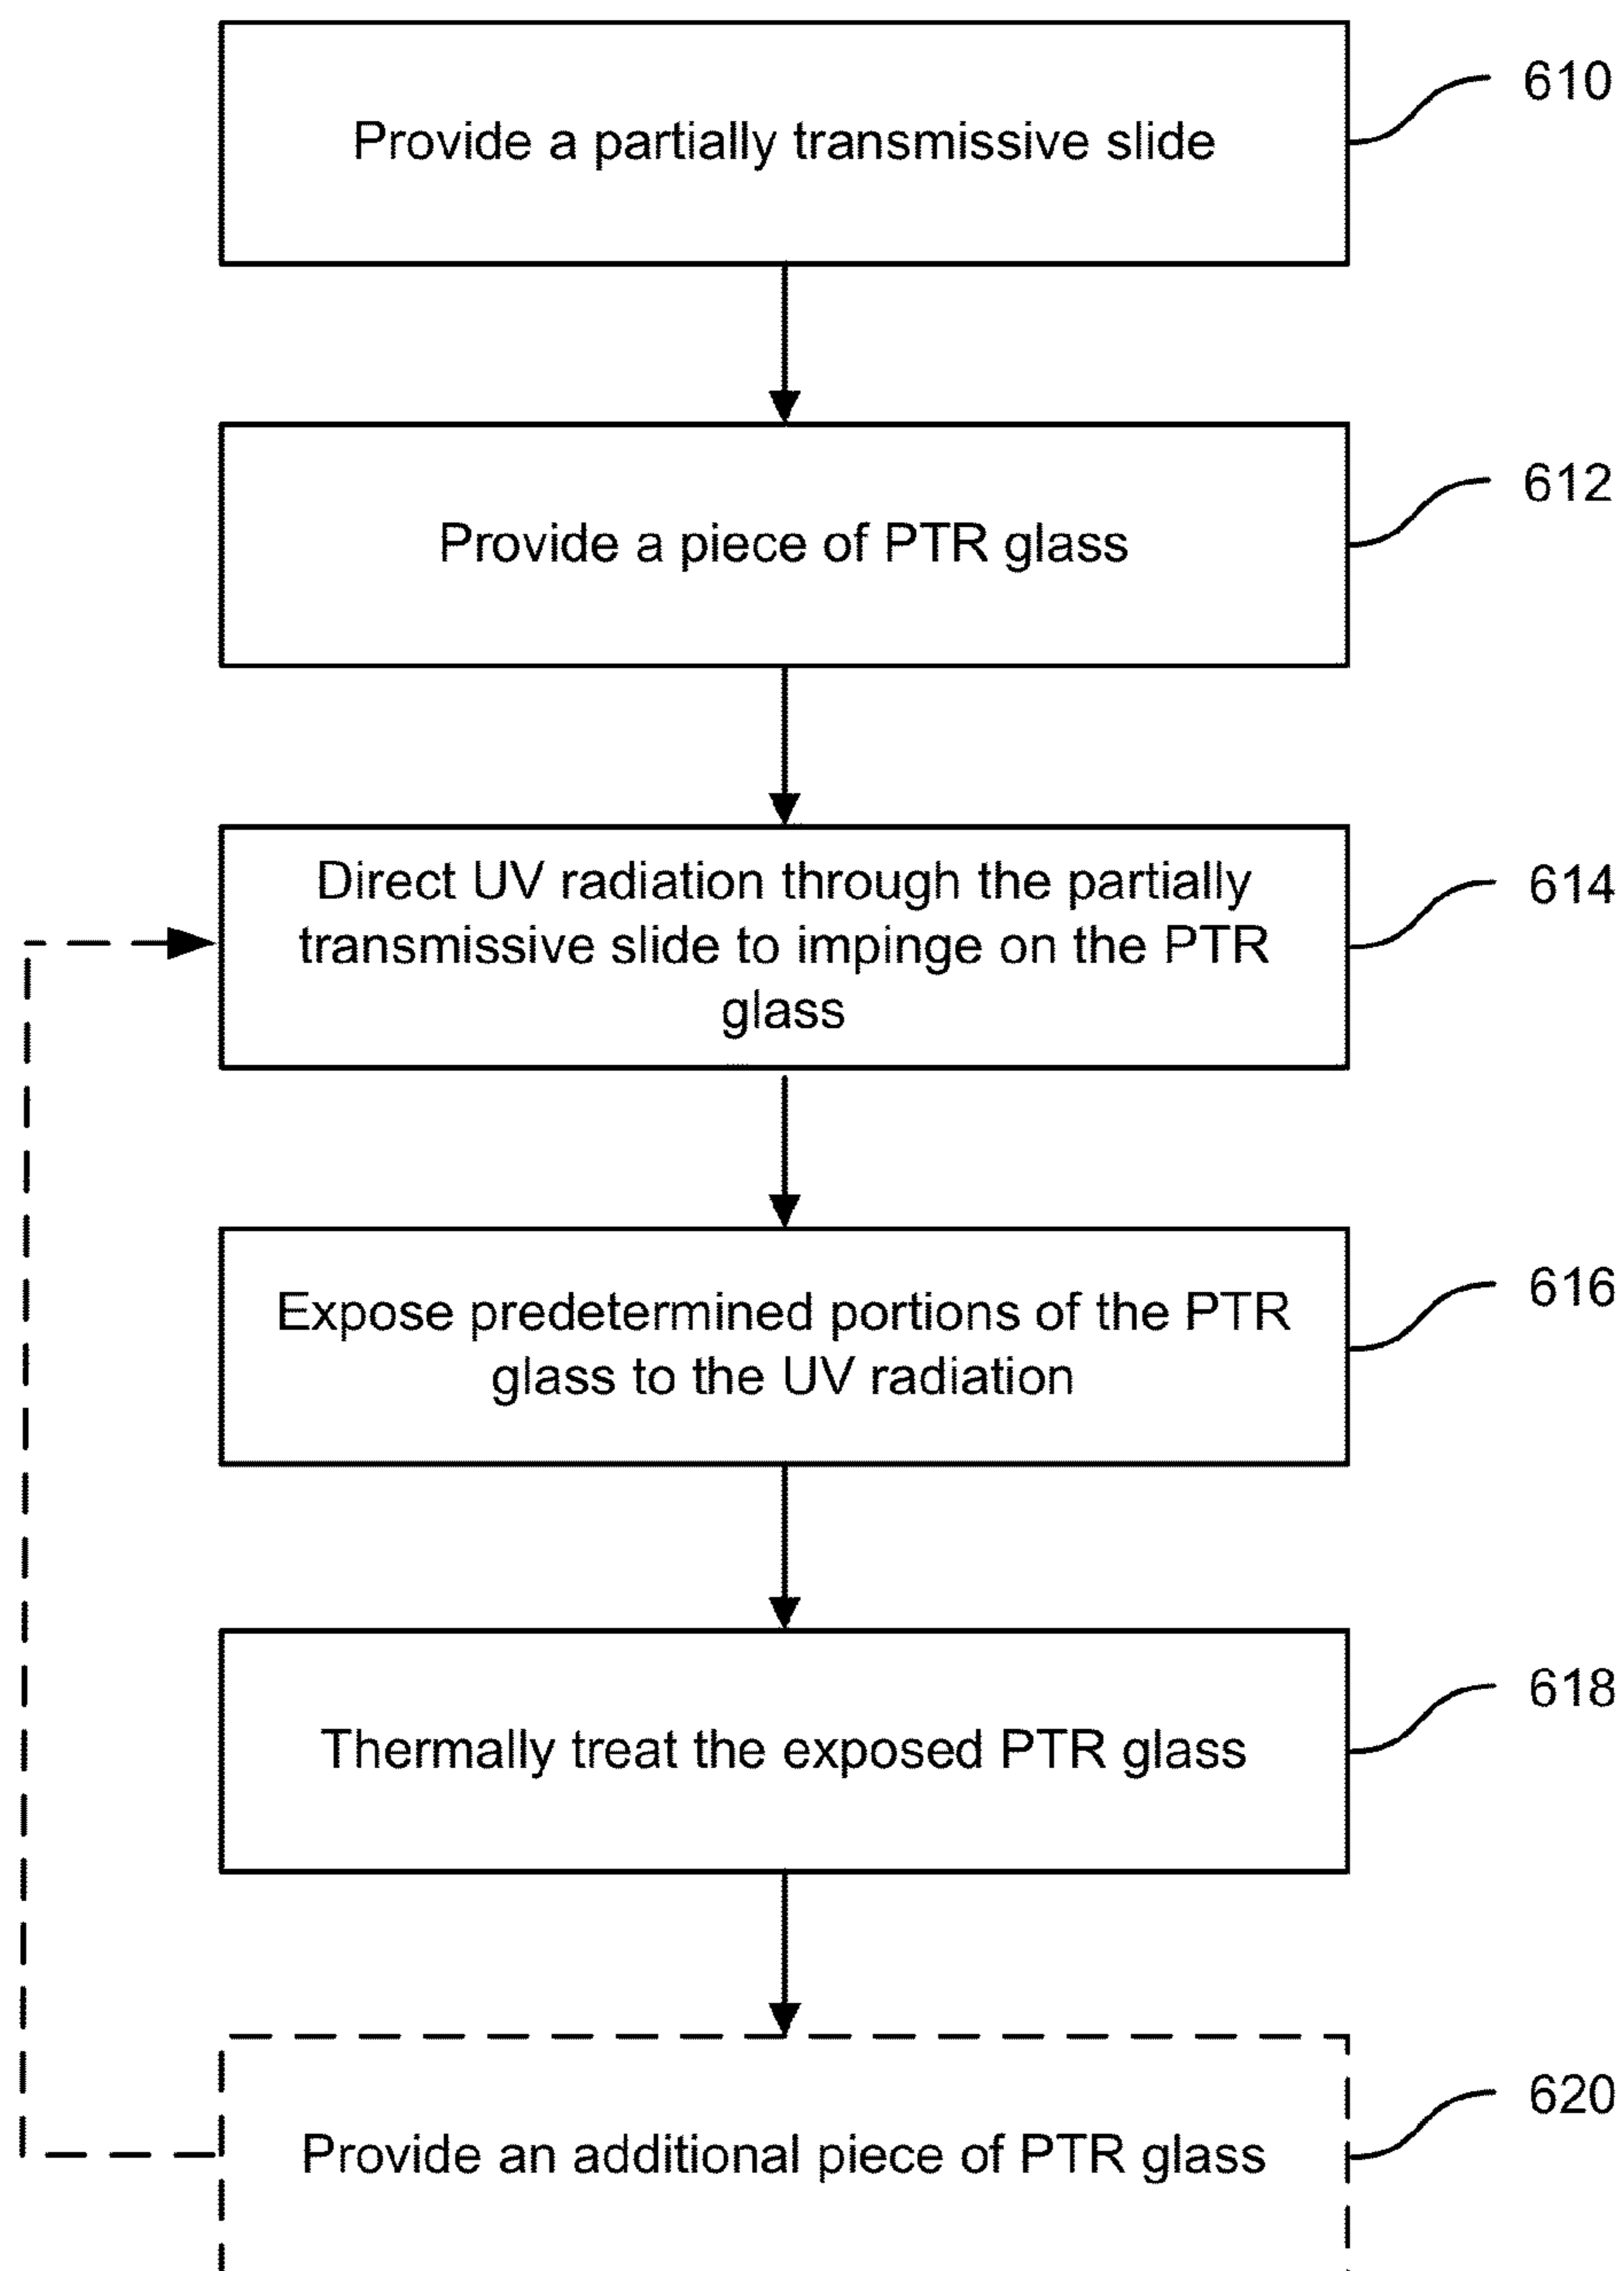 Provide a partially transmissive slide
610
Provide a piece of PTR glass
612
Direct UV radiation through the partially
transmissive slide to impinge on the PTR
glass
614
Expose predetermined portions of the PTR
glass to the UV radiation
616
Thermally treat the exposed PTR glass
618
Provide an additional piece of PTR glass
620